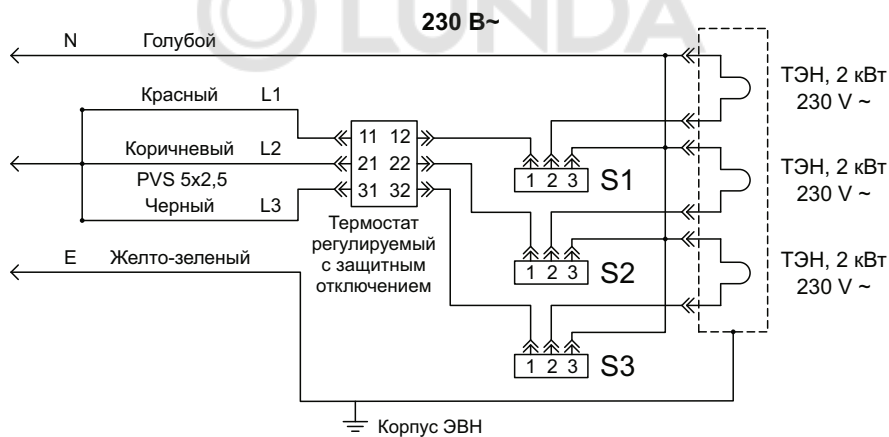 LUNDA
230 В~
N Голубой
Красный L1
Коричневый L2
PVS 5x2,5
Черный L3
E Желто-зеленый
11 12
21 22
31 32
Термостат
регулируемый
с защитным
отключением
1 2 3 S1
1 2 3 S2
1 2 3 S3
ТЭН, 2 кВт
230 V ~
ТЭН, 2 кВт
230 V ~
ТЭН, 2 кВт
230 V ~
Корпус ЭВН